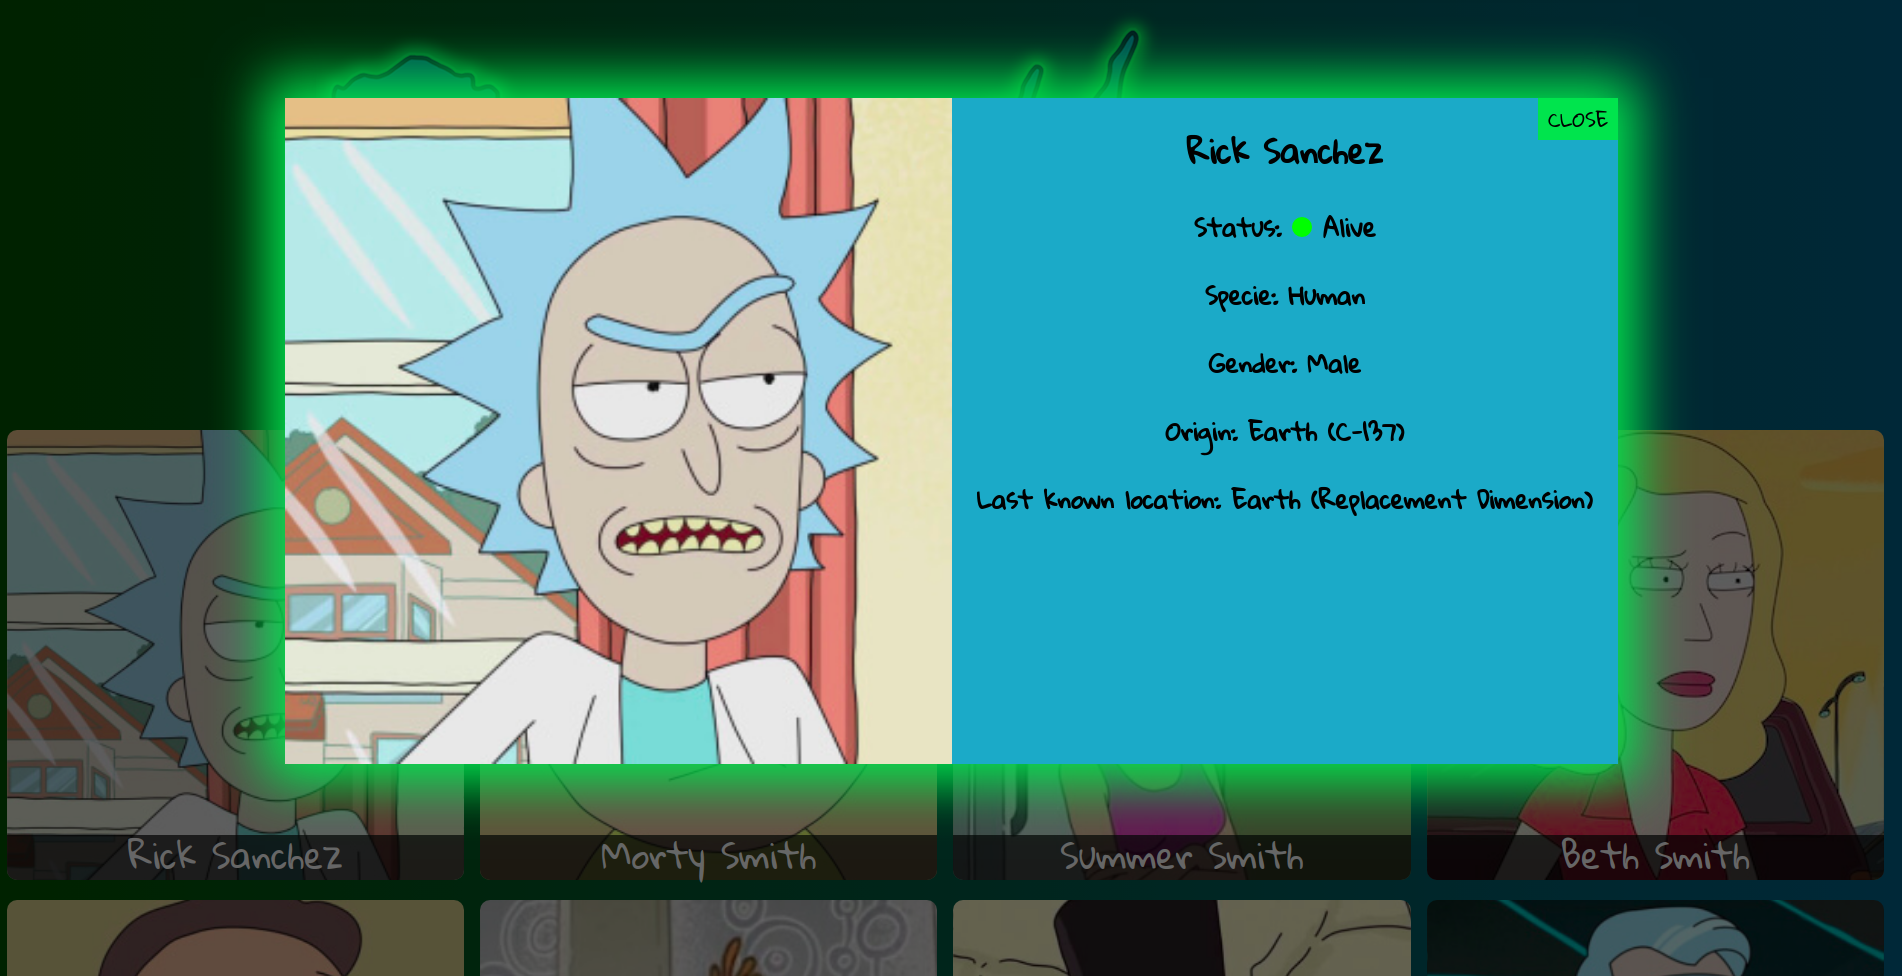 CLOSE
Rick Sanchez
Status: Alive
Specie: Human
Gender: Male
Origin: Earth (C-137)
Last known location: Earth (Replacement Dimension)
Rick Sanchez
Morty Smith
Summer Smith
Beth Smith